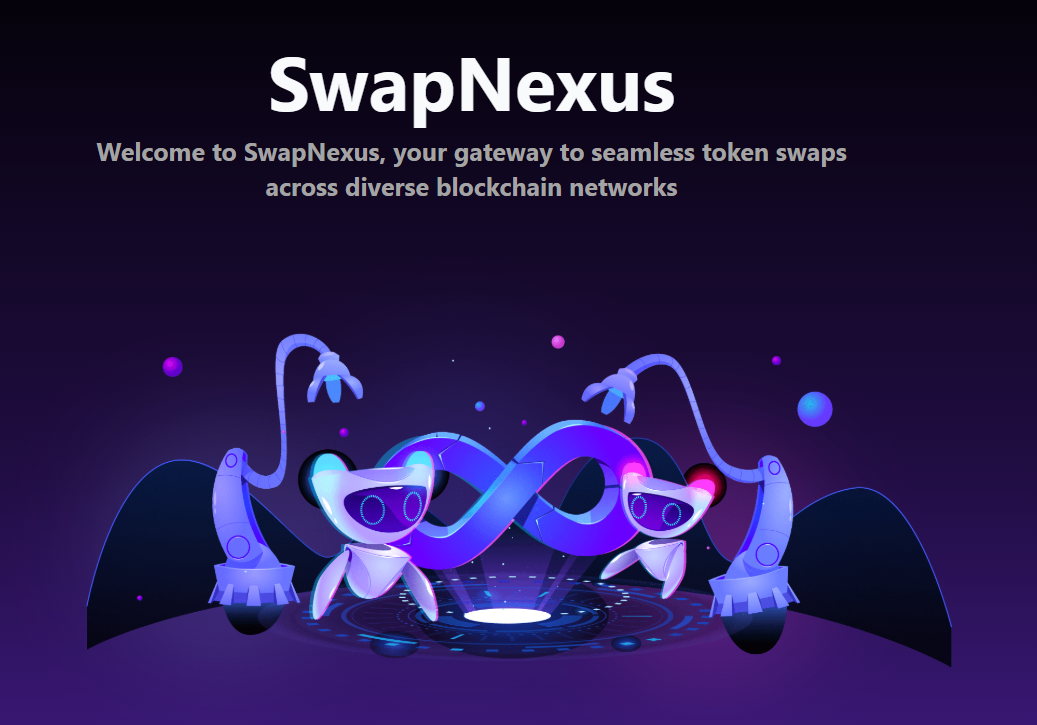 SwapNexus
Welcome to SwapNexus, your gateway to seamless token swaps
across diverse blockchain networks